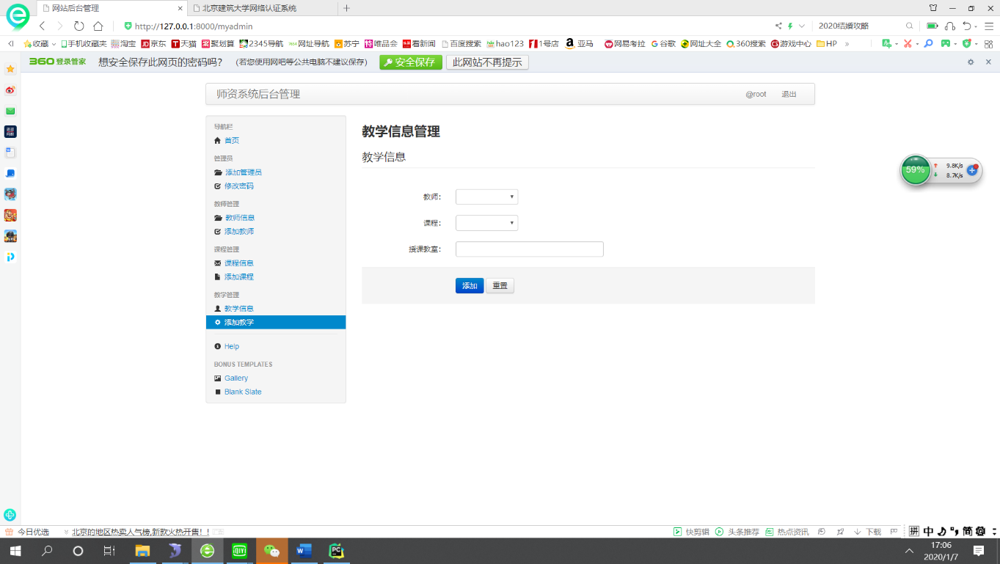 网站后台管理
北京建筑大学网络认证系统
http://127.0.0.1:8000/myadmin
2020结婚攻略
收藏 手机收藏夹 淘宝 京东 天猫 聚划算 2345导航 网址导航 苏宁 唯品会 看新闻 百度搜索 hao123 1号店 亚马 网易考拉 谷歌 网址大全 360搜索 游戏中心 HP »
360登录管家 想安全保存此网页的密码吗? (若您使用网吧等公共电脑不建议保存) 安全保存 此网站不再提示
师资系统后台管理 @root 退出
导航栏
首页
管理员
添加管理员
修改密码
教师管理
教师信息
添加教师
课程管理
课程信息
添加课程
教学管理
教学信息
添加教学
Help
BONUS TEMPLATES
Gallery
Blank Slate
教学信息管理
教学信息
教师：
课程：
授课教室：
添加 重置
59% 9.8K/s
8.7K/s
今日优选 北京的地区热卖人气榜,新款火热开售！！
快剪辑 头条推荐 热点资讯 下载
拼 中 简
17:06
2020/1/7